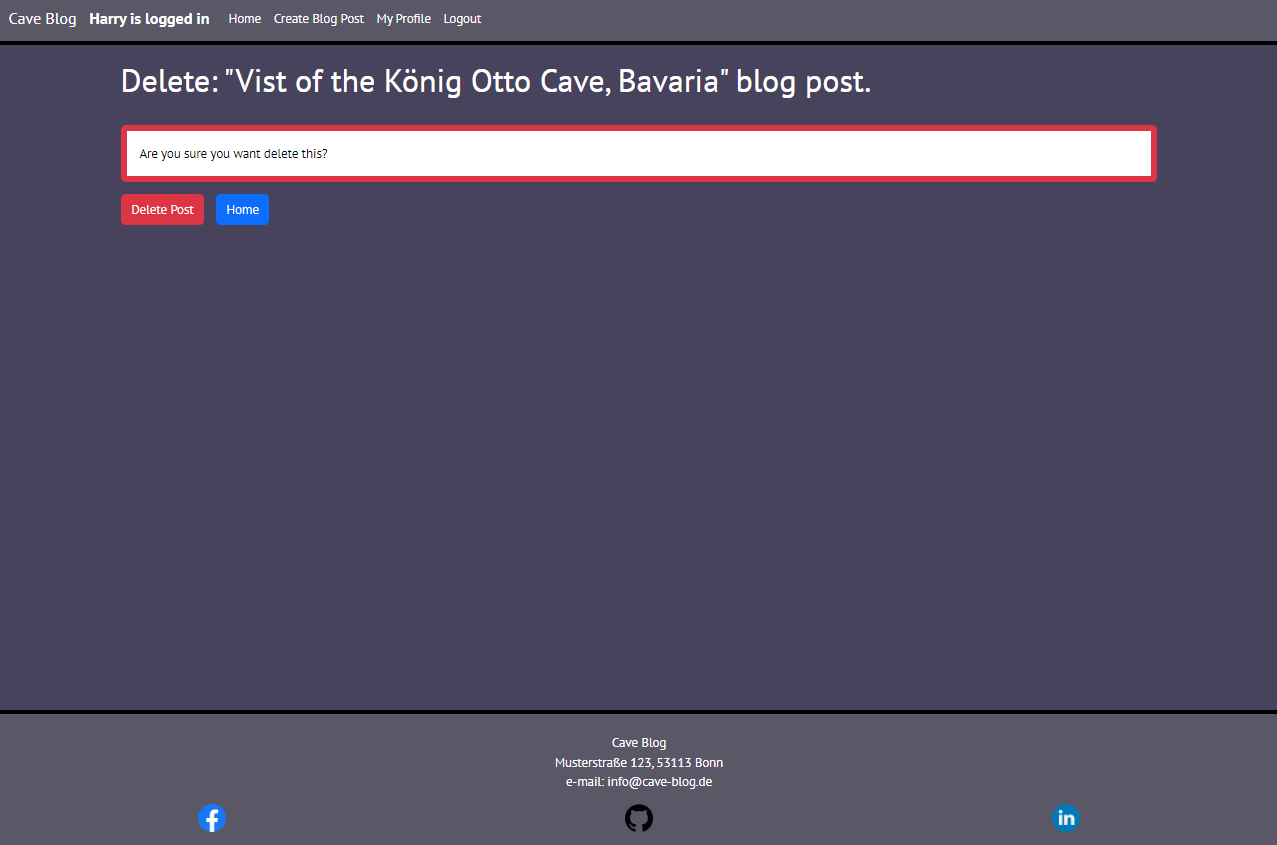 Cave Blog Harry is logged in Home Create Blog Post My Profile Logout
Delete: "Vist of the König Otto Cave, Bavaria" blog post.
Are you sure you want delete this?
Delete Post Home
Cave Blog
Musterstraße 123, 53113 Bonn
e-mail: info@cave-blog.de
f in